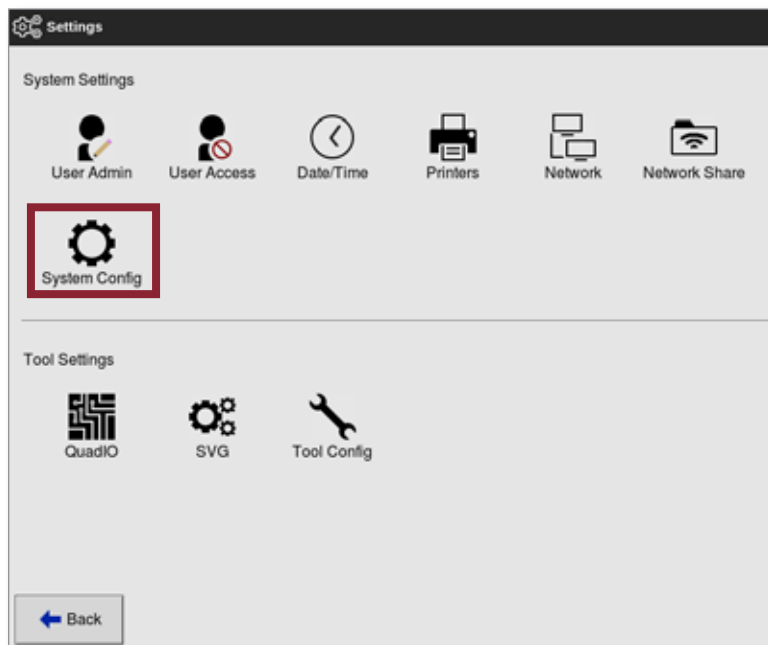 Settings
System Settings
User Admin User Access Date/Time Printers Network Network Share
System Config
Tool Settings
QuadIO SVG Tool Config
Back